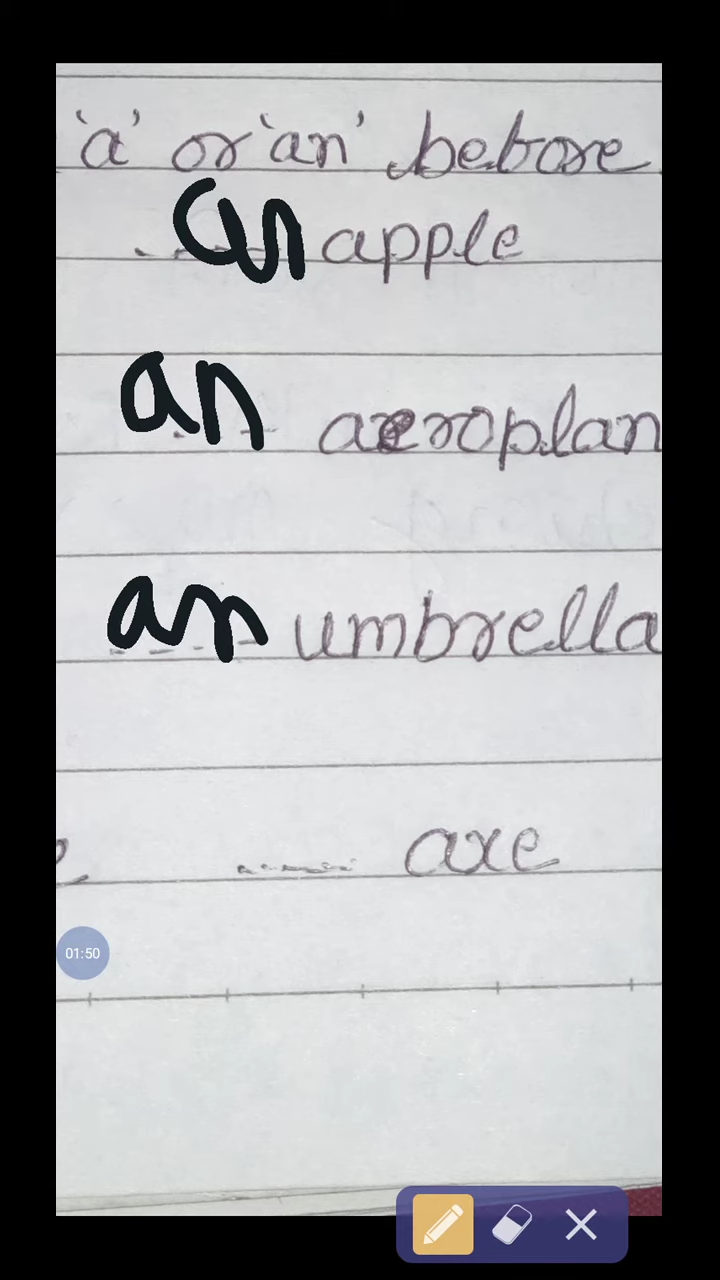 'a' or 'an' before
an apple
an aeroplan
an umbrella
..... axe
01:50